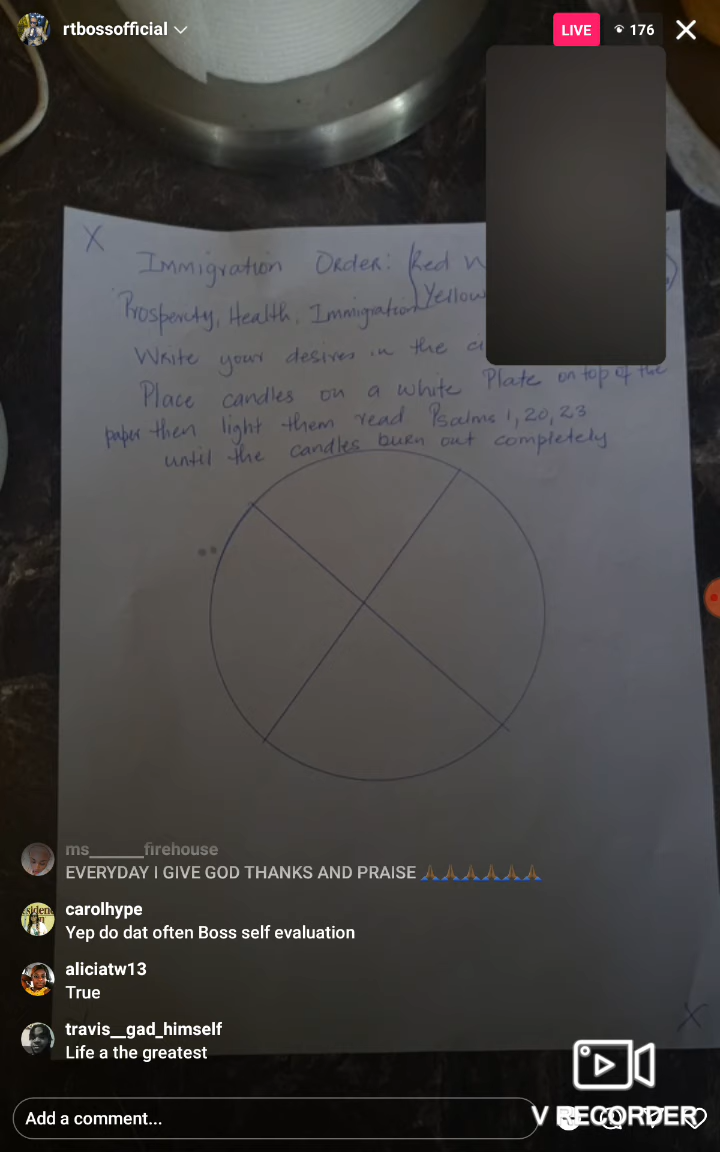 rtbossofficial
LIVE
176
X
Immigration Order: (Red W
Prosperity, Health, Immigration Yellow
Write your desires in the
Place candles on a white Plate on top of the
paper then light them read Psalms 1, 20, 23
until the candles burn out completely
X
ms______firehouse
EVERYDAY I GIVE GOD THANKS AND PRAISE 🙏🏾🙏🏾🙏🏾🙏🏾🙏🏾🙏🏾
carolhype
Yep do dat often Boss self evaluation
aliciatw13
True
travis__gad_himself
Life a the greatest
Add a comment...
V RECORDER